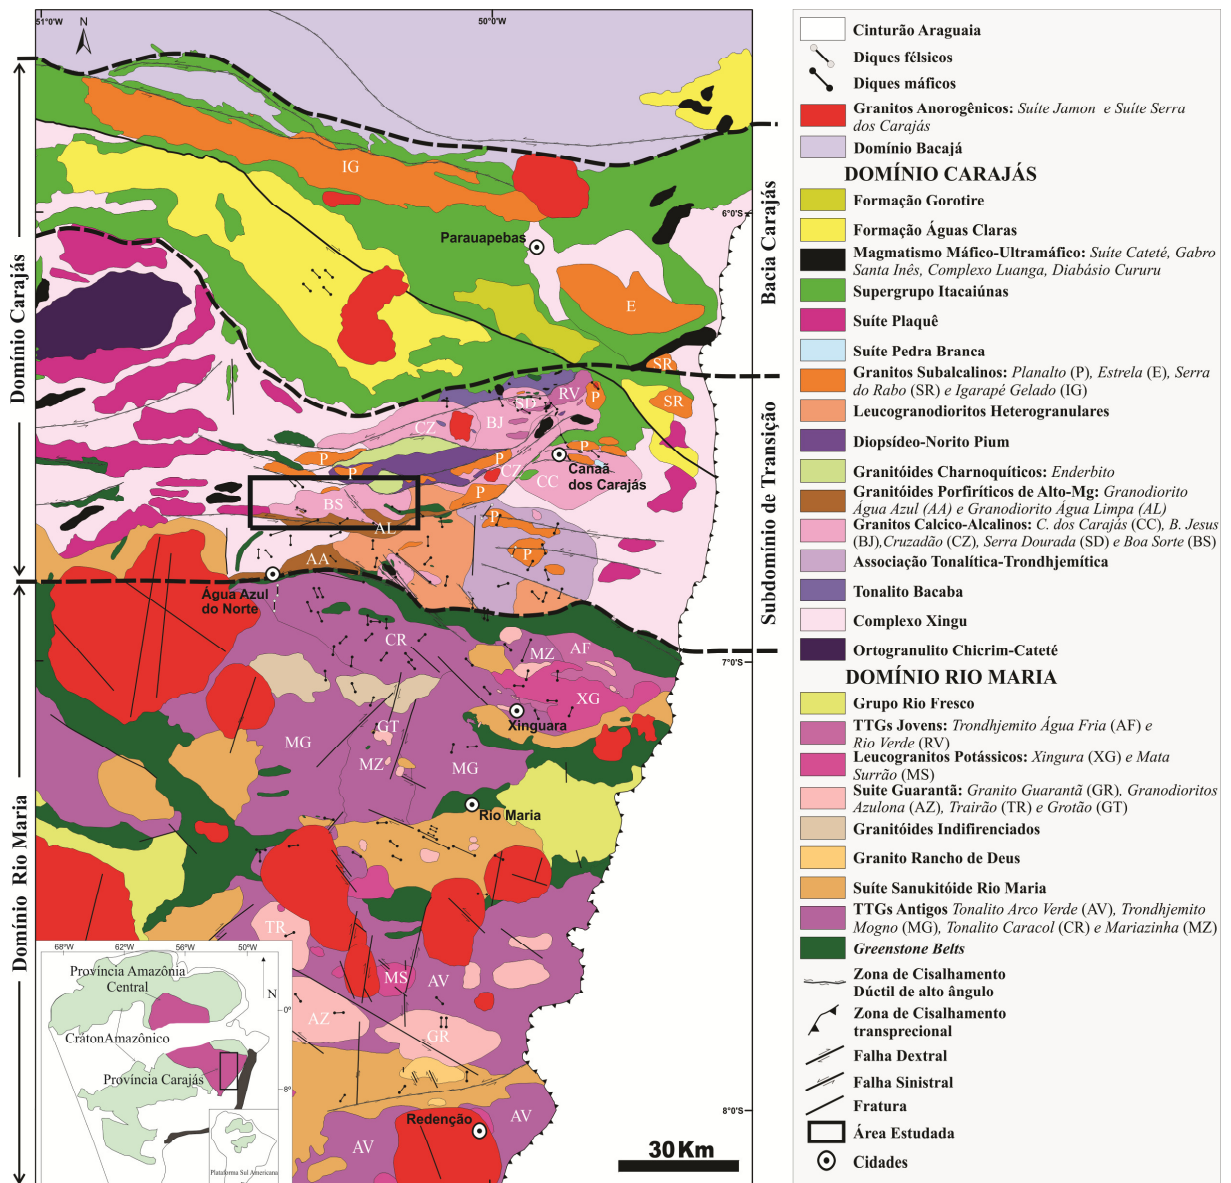 51°0'W
50°0'W
N
IG
Parauapebas
6°0'S
E
SR
SR
RV
SD
P
BJ
CZ
P
P
P
P
CZ
Canaã
dos Carajás
CC
P
BS
P
AL
P
AA
Água Azul
do Norte
CR
MZ
AF
7°0'S
XG
Xinguara
GT
MG
MZ
MG
Rio Maria
TR
MS
AV
AZ
GR
8°0'S
Redenção
AV
AV
30 Km
Domínio Carajás
Domínio Rio Maria
Bacia Carajás
Subdomínio de Transição
68°W
62°W
56°W
50°W
Província Amazônia
Central
N
0°
CrátonAmazônico
Província Carajás
8°
Plataforma Sul Americana
Cinturão Araguaia
Diques félsicos
Diques máficos
Granitos Anorogênicos: Suíte Jamon e Suíte Serra
dos Carajás
Domínio Bacajá
DOMÍNIO CARAJÁS
Formação Gorotire
Formação Águas Claras
Magmatismo Máfico-Ultramáfico: Suíte Cateté, Gabro
Santa Inês, Complexo Luanga, Diabásio Cururu
Supergrupo Itacaiúnas
Suíte Plaquê
Suíte Pedra Branca
Granitos Subalcalinos: Planalto (P), Estrela (E), Serra
do Rabo (SR) e Igarapé Gelado (IG)
Leucogranodioritos Heterogranulares
Diopsídeo-Norito Pium
Granitóides Charnoquíticos: Enderbito
Granitóides Porfiríticos de Alto-Mg: Granodiorito
Água Azul (AA) e Granodiorito Água Limpa (AL)
Granitos Calcico-Alcalinos: C. dos Carajás (CC), B. Jesus
(BJ),Cruzadão (CZ), Serra Dourada (SD) e Boa Sorte (BS)
Associação Tonalítica-Trondhjemítica
Tonalito Bacaba
Complexo Xingu
Ortogranulito Chicrim-Cateté
DOMÍNIO RIO MARIA
Grupo Rio Fresco
TTGs Jovens: Trondhjemito Água Fria (AF) e
Rio Verde (RV)
Leucogranitos Potássicos: Xingura (XG) e Mata
Surrão (MS)
Suite Guarantã: Granito Guarantã (GR), Granodioritos
Azulona (AZ), Trairão (TR) e Grotão (GT)
Granitóides Indifirenciados
Granito Rancho de Deus
Suíte Sanukitóide Rio Maria
TTGs Antigos Tonalito Arco Verde (AV), Trondhjemito
Mogno (MG), Tonalito Caracol (CR) e Mariazinha (MZ)
Greenstone Belts
Zona de Cisalhamento
Dúctil de alto ângulo
Zona de Cisalhamento
transprecional
Falha Dextral
Falha Sinistral
Fratura
Área Estudada
Cidades